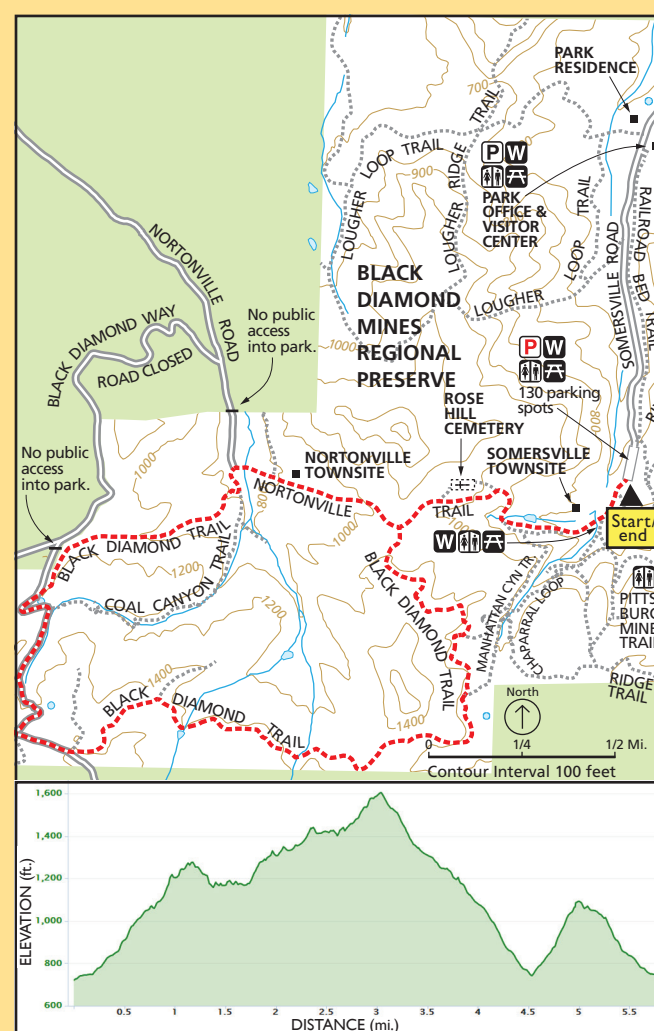 PARK
RESIDENCE
700
LOOP TRAIL
LOUGHER
900
LOUGHER RIDGE TRAIL
P W
PARK
OFFICE &
VISITOR
CENTER
LOOP TRAIL
LOUGHER
SOMERSVILLE ROAD
RAILROAD BED TRAIL
NORTONVILLE ROAD
BLACK DIAMOND WAY
ROAD CLOSED
No public
access
into park.
BLACK
DIAMOND
MINES
REGIONAL
PRESERVE
1000
P W
130 parking
spots
800
ROSE
HILL
CEMETERY
SOMERSVILLE
TOWNSITE
No public
access
into park.
1000
NORTONVILLE
TOWNSITE
800
NORTONVILLE
TRAIL
1000
1000
W
Start/
end
BLACK DIAMOND TRAIL
1200
COAL CANYON TRAIL
1200
BLACK DIAMOND TRAIL
MANHATTAN CYN TR.
CHAPARRAL LOOP
PITTS-
BURG
MINE
TRAIL
RIDGE
TRAIL
1400
BLACK
DIAMOND
TRAIL
1400
North
0
1/4
1/2 Mi.
Contour Interval 100 feet
1,600
1,400
1,200
1,000
800
600
ELEVATION (ft.)
0.5 1 1.5 2 2.5 3 3.5 4 4.5 5 5.5
DISTANCE (mi.)